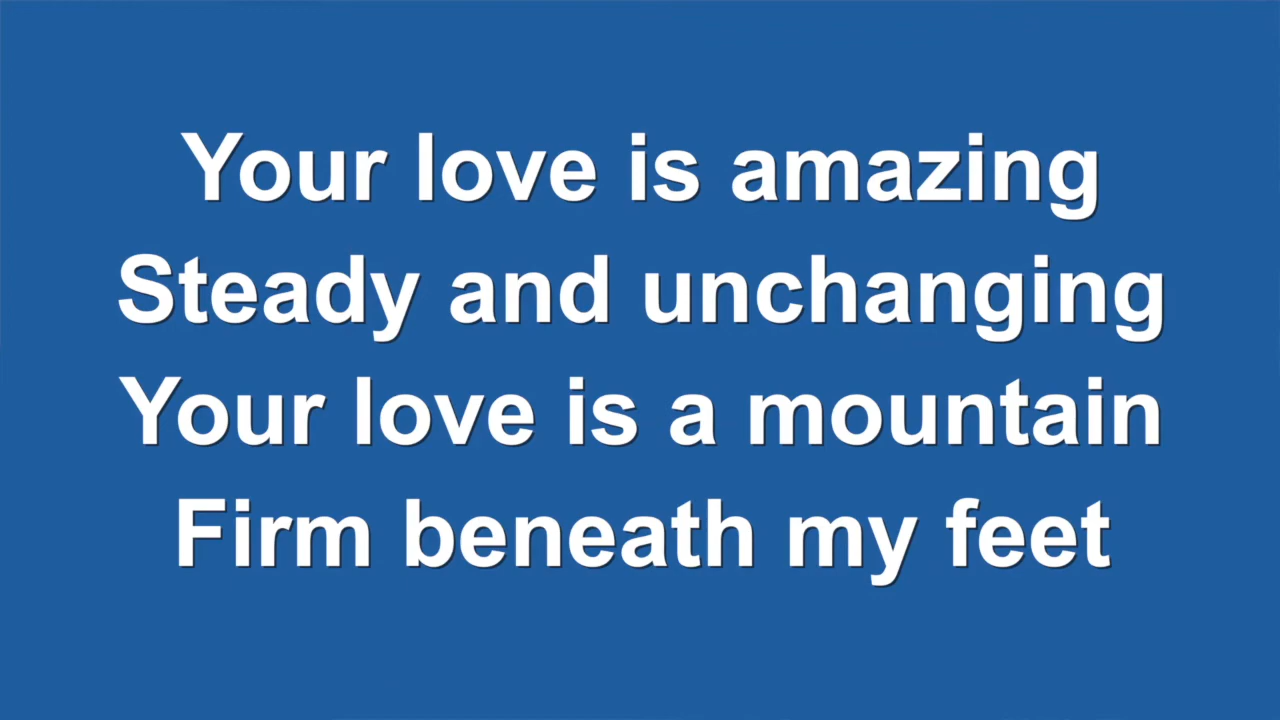 Your love is amazing
Steady and unchanging
Your love is a mountain
Firm beneath my feet